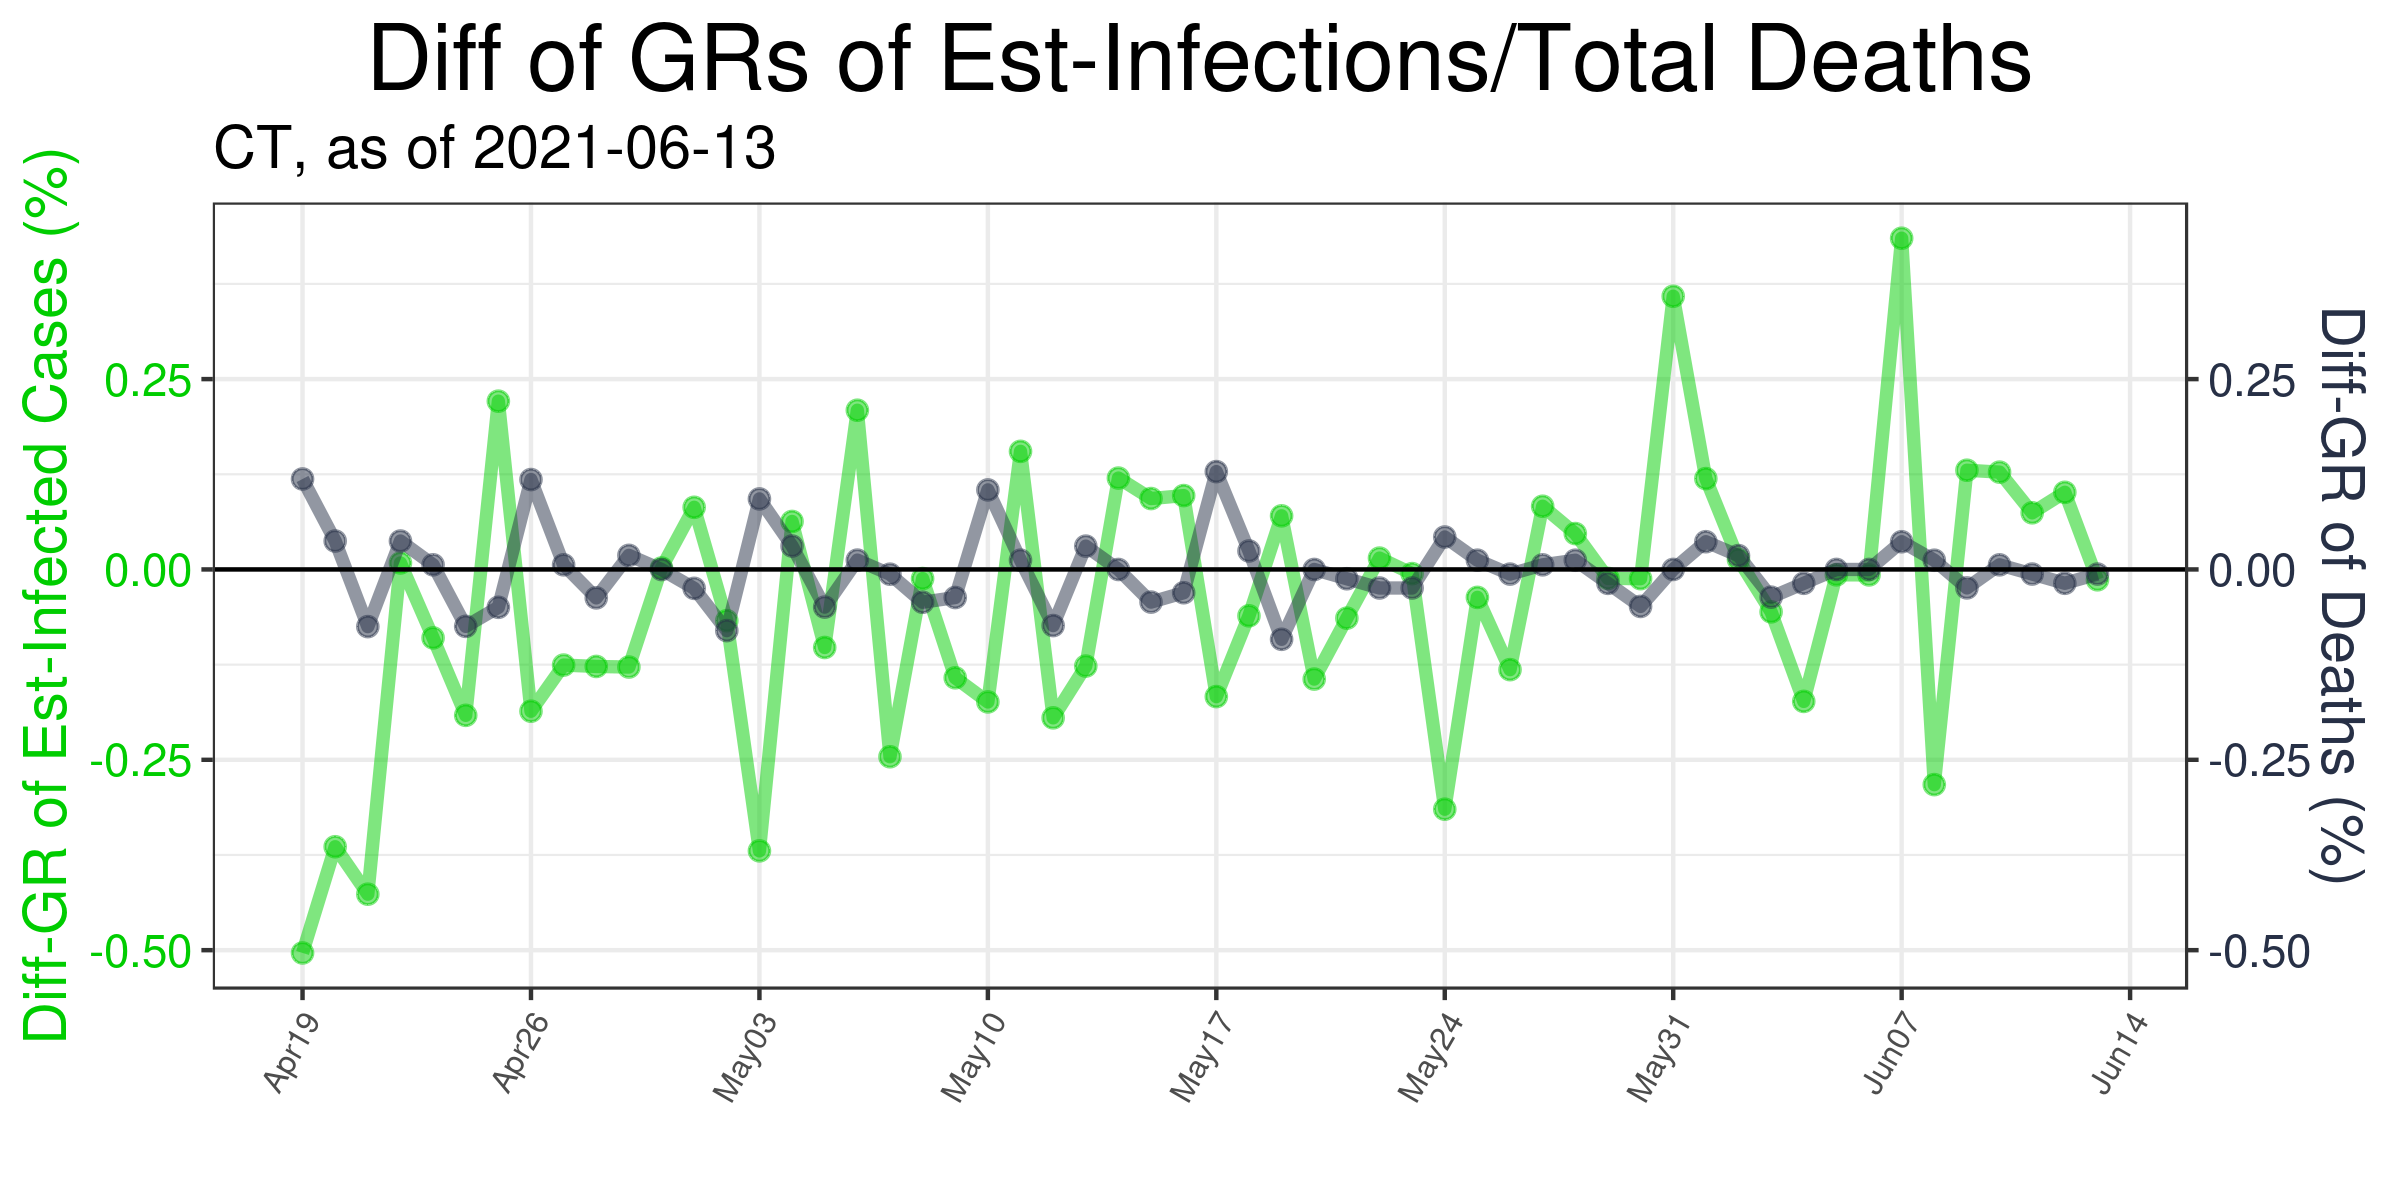 Diff of GRs of Est-Infections/Total Deaths
CT, as of 2021-06-13
Diff-GR of Est-Infected Cases (%)
0.25
0.00
-0.25
-0.50
0.25
0.00
-0.25
-0.50
Diff-GR of Deaths (%)
Apr19
Apr26
May03
May10
May17
May24
May31
Jun07
Jun14